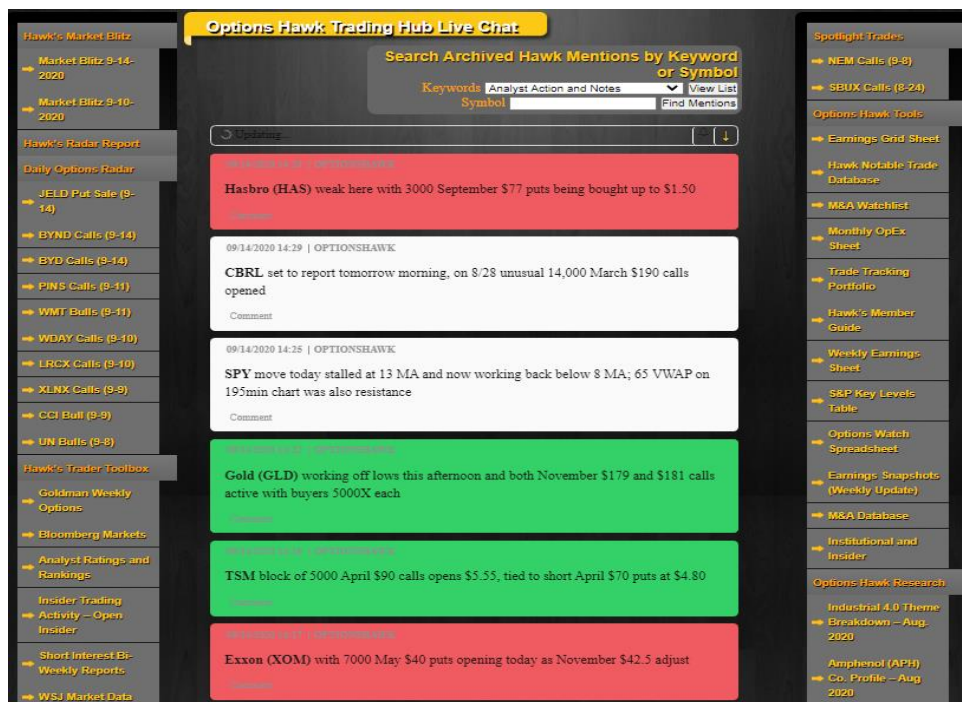 Hawk's Market Blitz
Market Blitz 9-14-
2020
Market Blitz 9-10-
2020
Hawk's Radar Report
Daily Options Radar
JELD Put Sale (9-
14)
BYND Calls (9-14)
BYD Calls (9-14)
PINS Calls (9-11)
WMT Bulls (9-11)
WDAY Calls (9-10)
LRCX Calls (9-10)
XLNX Calls (9-9)
CCI Bull (9-9)
UN Bulls (9-8)
Hawk's Trader Toolbox
Goldman Weekly
Options
Bloomberg Markets
Analyst Ratings and
Rankings
Insider Trading
Activity – Open
Insider
Short Interest Bi-
Weekly Reports
WSJ Market Data
Options Hawk Trading Hub Live Chat
Search Archived Hawk Mentions by Keyword
or Symbol
Keywords Analyst Action and Notes View List
Symbol Find Mentions
Updating...
Hasbro (HAS) weak here with 3000 September $77 puts being bought up to $1.50
Comment
09/14/2020 14:29 | OPTIONSHAWK
CBRL set to report tomorrow morning, on 8/28 unusual 14,000 March $190 calls
opened
Comment
09/14/2020 14:25 | OPTIONSHAWK
SPY move today stalled at 13 MA and now working back below 8 MA; 65 VWAP on
195min chart was also resistance
Comment
Gold (GLD) working off lows this afternoon and both November $179 and $181 calls
active with buyers 5000X each
Comment
TSM block of 5000 April $90 calls opens $5.55, tied to short April $70 puts at $4.80
Comment
Exxon (XOM) with 7000 May $40 puts opening today as November $42.5 adjust
Comment
Spotlight Trades
NEM Calls (9-8)
SBUX Calls (8-24)
Options Hawk Tools
Earnings Grid Sheet
Hawk Notable Trade
Database
M&A Watchlist
Monthly OpEx
Sheet
Trade Tracking
Portfolio
Hawk's Member
Guide
Weekly Earnings
Sheet
S&P Key Levels
Table
Options Watch
Spreadsheet
Earnings Snapshots
(Weekly Update)
M&A Database
Institutional and
Insider
Options Hawk Research
Industrial 4.0 Theme
Breakdown – Aug.
2020
Amphenol (APH)
Co. Profile – Aug
2020